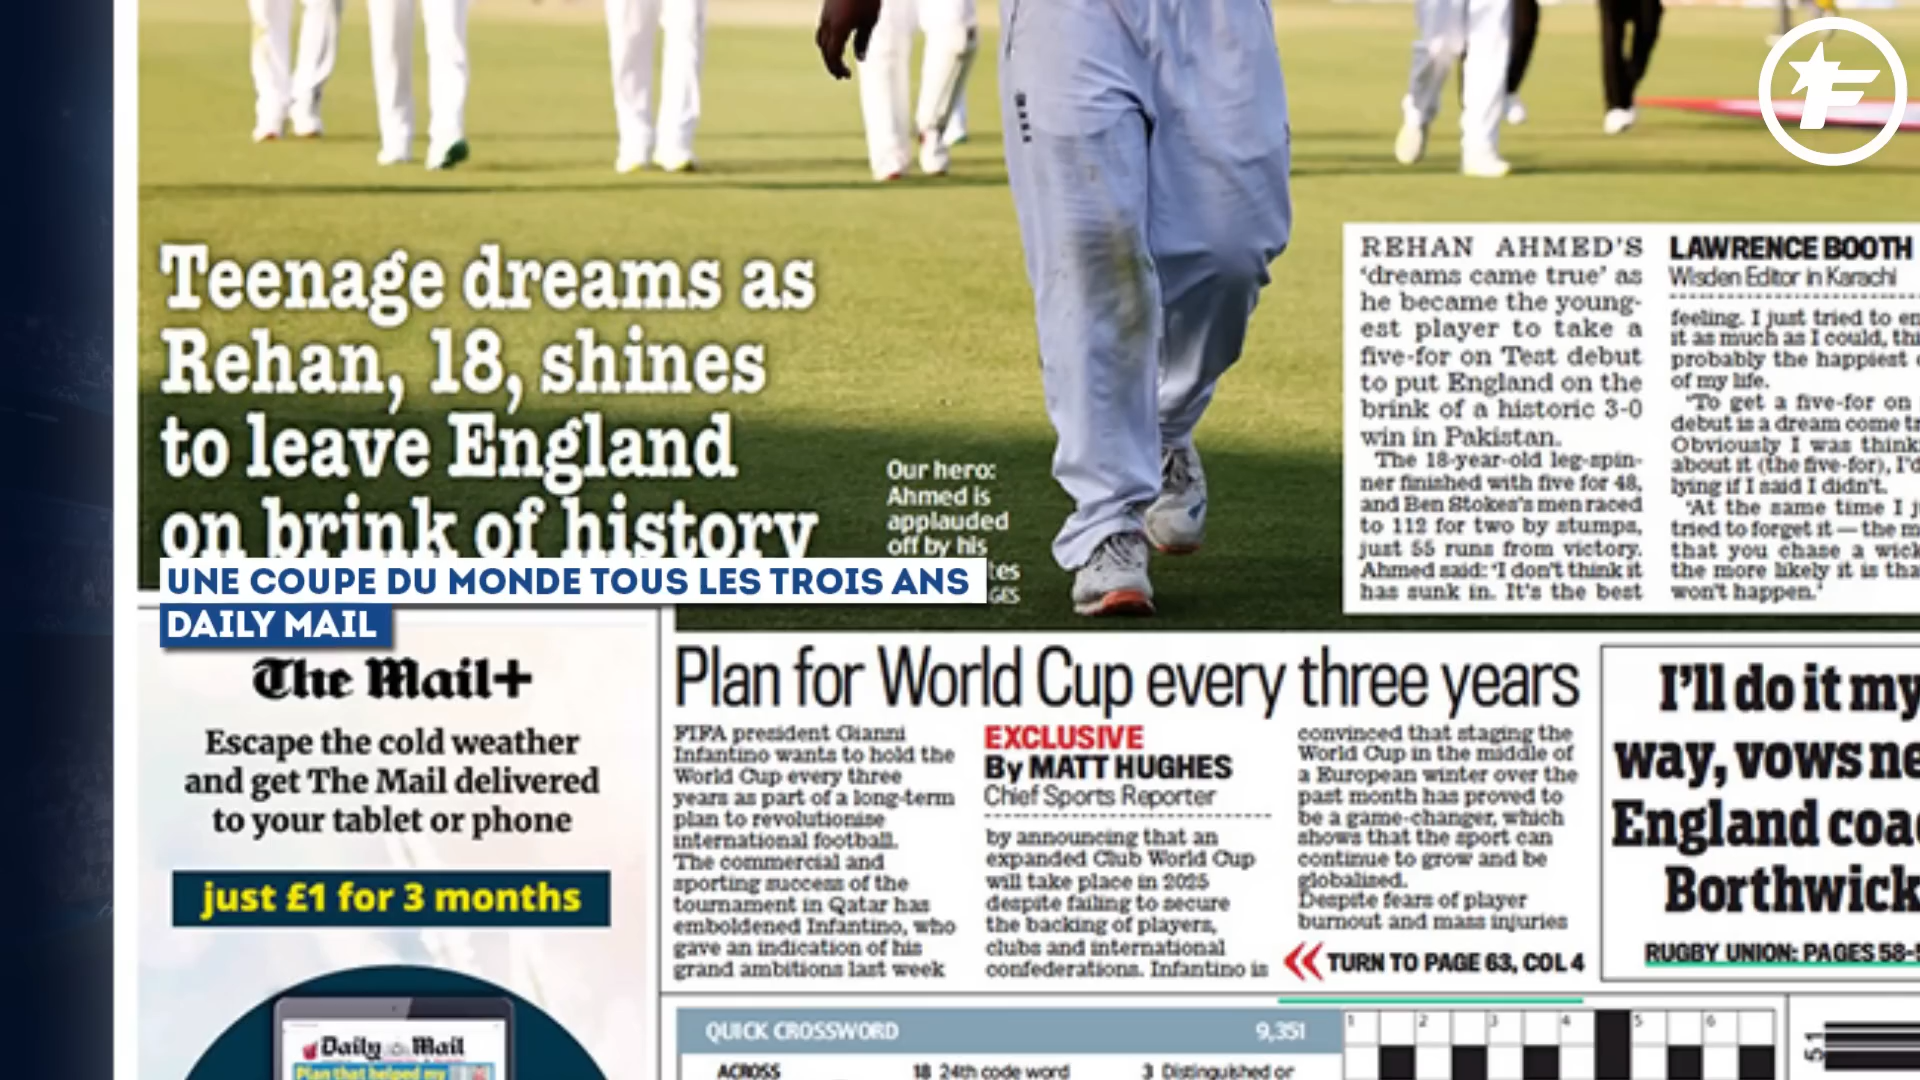 Teenage dreams as
Rehan, 18, shines
to leave England
on brink of history
Our hero:
Ahmed is
applauded
off by his
UNE COUPE DU MONDE TOUS LES TROIS ANS
DAILY MAIL
REHAN AHMED'S
'dreams came true' as
he became the young-
est player to take a
five-for on Test debut
to put England on the
brink of a historic 3-0
win in Pakistan.
The 18-year-old leg-spin-
ner finished with five for 48,
and Ben Stokes's men raced
to 112 for two by stumps,
just 55 runs from victory.
Ahmed said: 'I don't think it
has sunk in. It's the best
LAWRENCE BOOTH
Wisden Editor in Karachi
feeling. I just tried to
it as much as I could,
probably the happiest
of my life.
'To get a five-for on
debut is a dream come
Obviously I was
about it (the five-for),
lying if I said I didn't.
'At the same time I
tried to forget it — the
that you chase a
the more likely it is
won't happen.'
The Mail+
Escape the cold weather
and get The Mail delivered
to your tablet or phone
just £1 for 3 months
Daily Mail
Plan that helped my
Plan for World Cup every three years
FIFA president Gianni
Infantino wants to hold the
World Cup every three
years as part of a long-term
plan to revolutionise
international football.
The commercial and
sporting success of the
tournament in Qatar has
emboldened Infantino, who
gave an indication of his
grand ambitions last week
EXCLUSIVE
By MATT HUGHES
Chief Sports Reporter
by announcing that an
expanded Club World Cup
will take place in 2025
despite failing to secure
the backing of players,
clubs and international
confederations. Infantino is
convinced that staging the
World Cup in the middle of
a European winter over the
past month has proved to
be a game-changer, which
shows that the sport can
continue to grow and be
globalised.
Despite fears of player
burnout and mass injuries
TURN TO PAGE 63, COL 4
I'll do it my
way, vows
England
Borthwick
RUGBY UNION: PAGES 58-
QUICK CROSSWORD 9,351
ACROSS
18 24th code word
3 Distinguished or
1 2 3 4 5 6
51